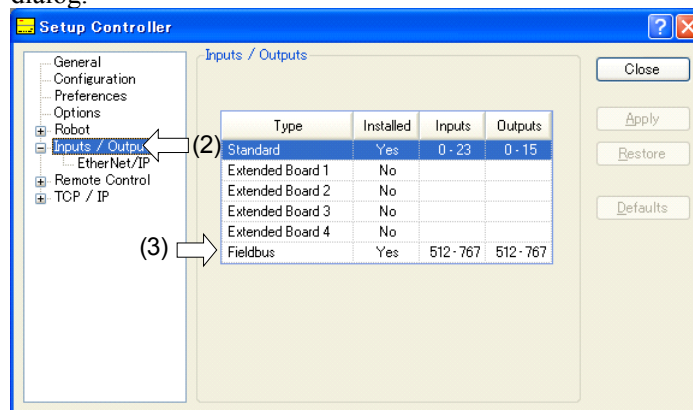 dialog.
Setup Controller
General
Configuration
Preferences
Options
Robot
Inputs / Outpu
EtherNet/IP
Remote Control
TCP / IP
(2)
(3)
Inputs / Outputs
Type Installed Inputs Outputs
Standard Yes 0 - 23 0 - 15
Extended Board 1 No
Extended Board 2 No
Extended Board 3 No
Extended Board 4 No
Fieldbus Yes 512 - 767 512 - 767
Close
Apply
Restore
Defaults